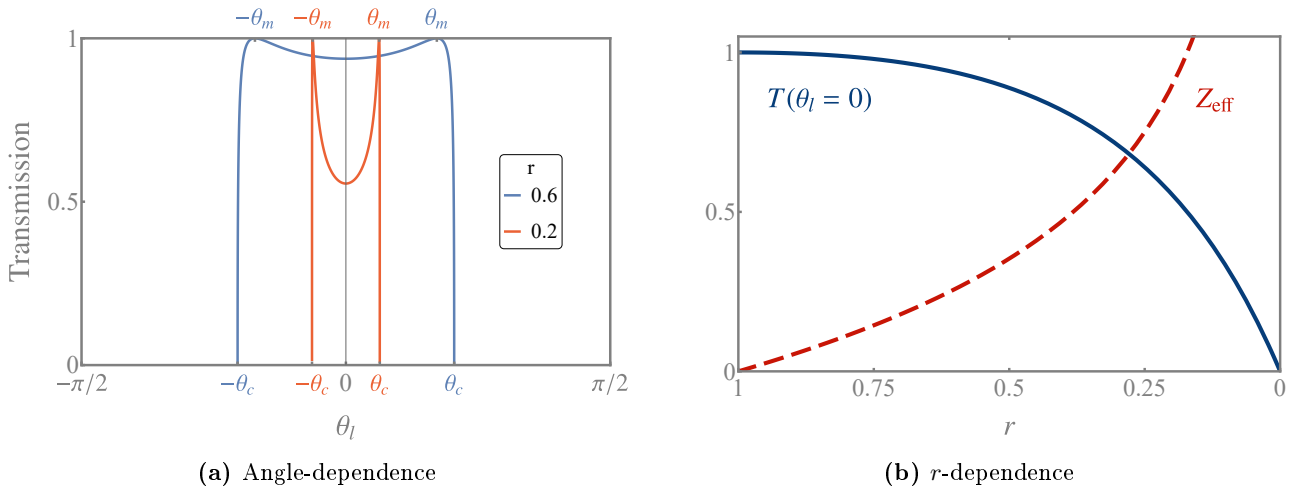 −θm −θm θm θm
1
0.5
0
Transmission
r
0.6
0.2
−π/2 −θc −θc 0 θc θc π/2
θl
(a) Angle-dependence
1
0.5
0
T(θl = 0)
Zeff
1 0.75 0.5 0.25 0
r
(b) r-dependence